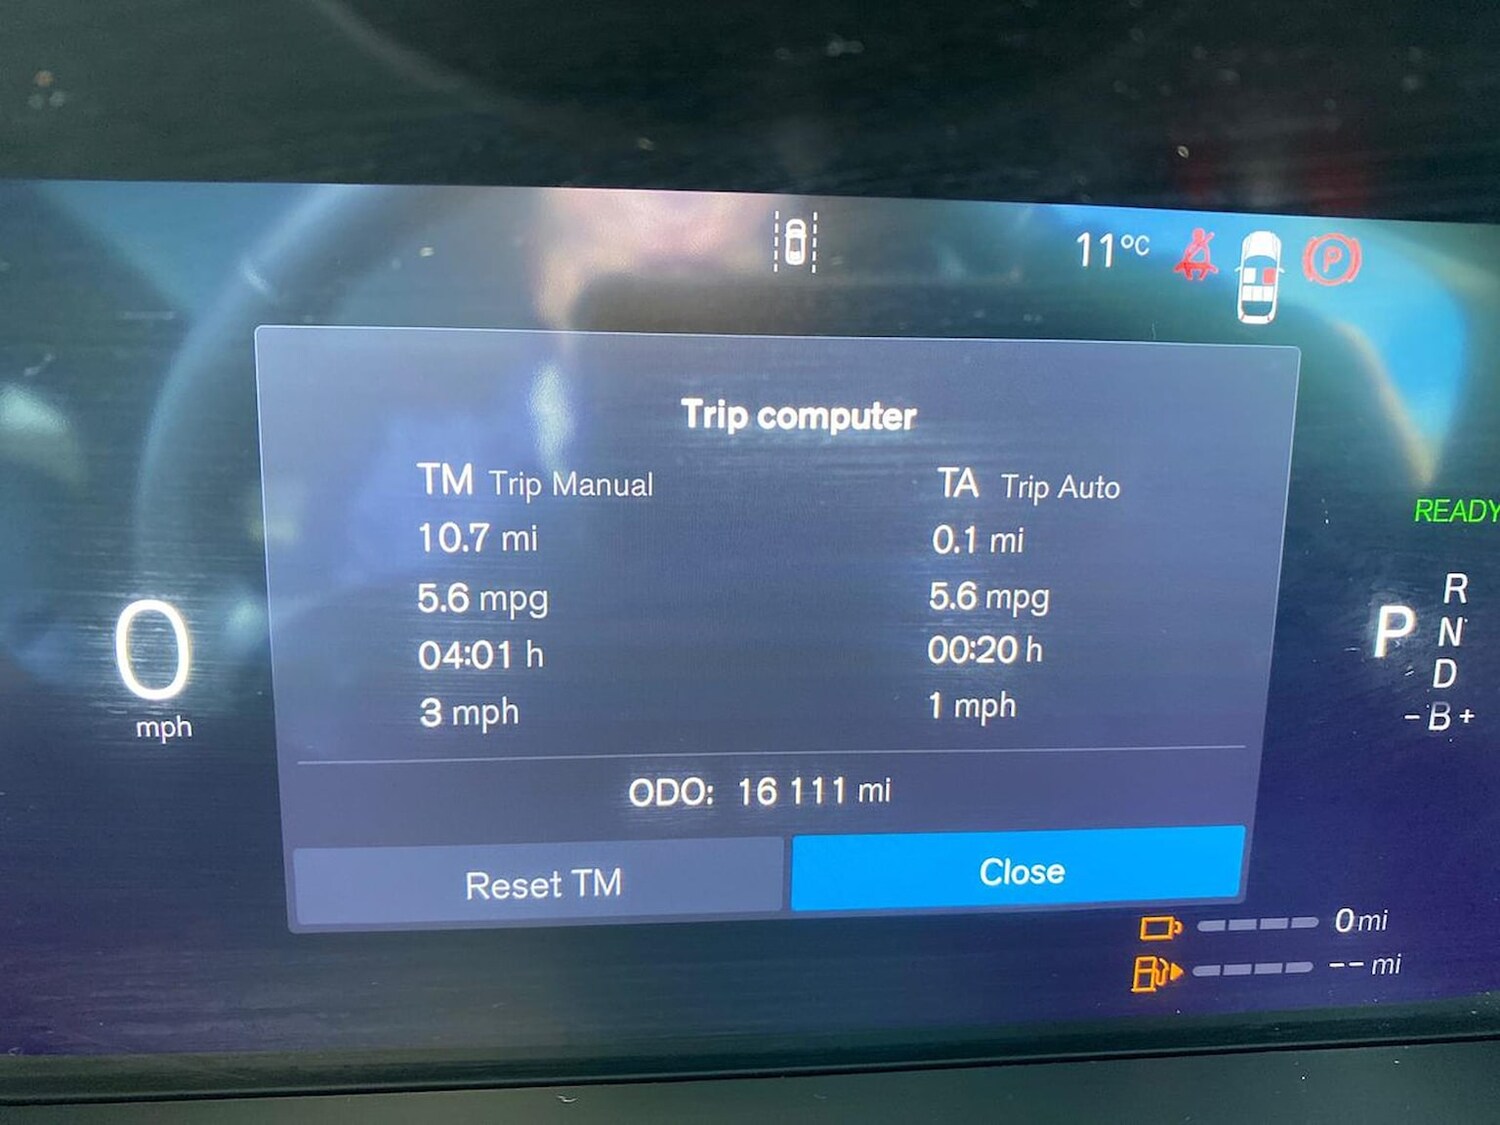 11°C
P
Trip computer
TM Trip Manual
10.7 mi
5.6 mpg
04:01 h
3 mph
TA Trip Auto
0.1 mi
5.6 mpg
00:20 h
1 mph
ODO: 16 111 mi
Reset TM
Close
0
mph
READY
P
R
N
D
-B+
0 mi
-- mi